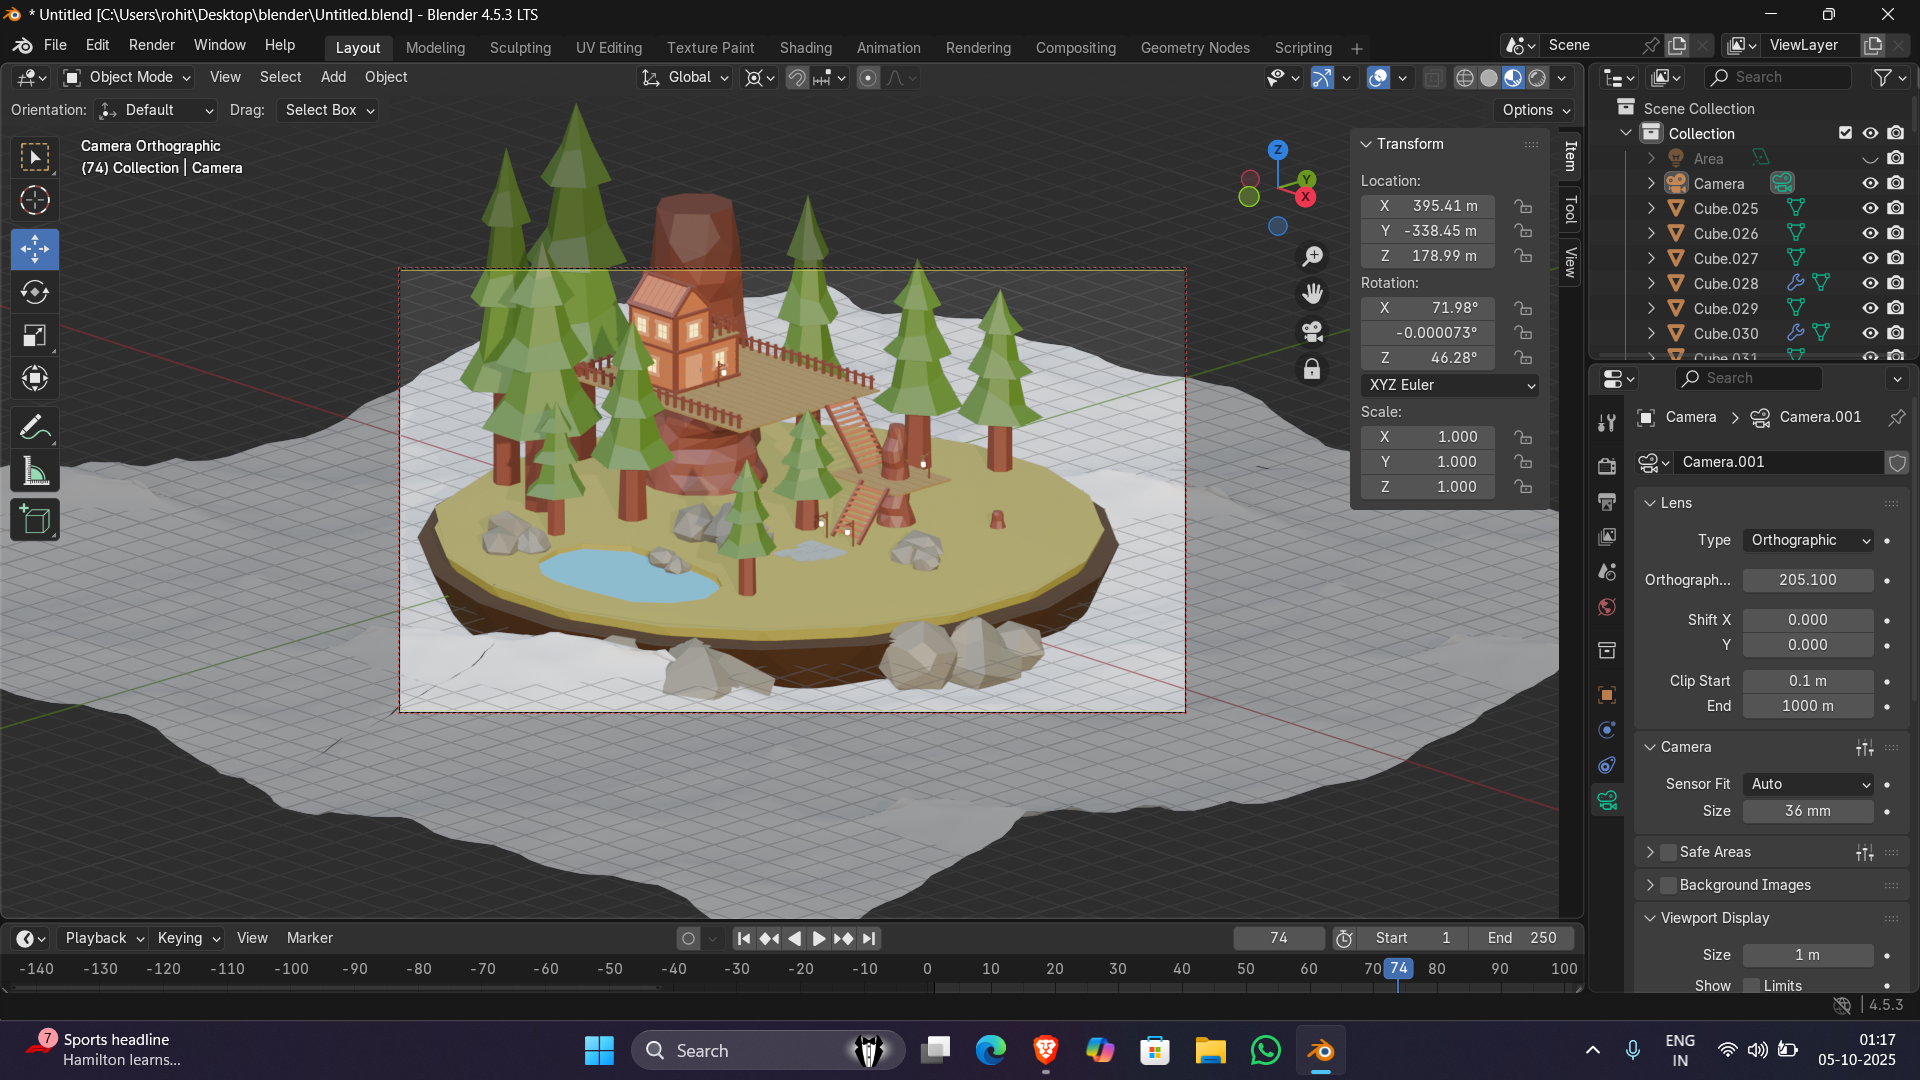 * Untitled [C:\Users\rohit\Desktop\blender\Untitled.blend] - Blender 4.5.3 LTS
File Edit Render Window Help Layout Modeling Sculpting UV Editing Texture Paint Shading Animation Rendering Compositing Geometry Nodes Scripting + Scene ViewLayer
Object Mode View Select Add Object Global Search
Orientation: Default Drag: Select Box Options
Camera Orthographic
(74) Collection | Camera
Z
Y
X
Transform
Location:
X 395.41 m
Y -338.45 m
Z 178.99 m
Rotation:
X 71.98°
-0.000073°
Z 46.28°
XYZ Euler
Scale:
X 1.000
Y 1.000
Z 1.000
Item
Tool
View
Scene Collection
Collection
Area
Camera
Cube.025
Cube.026
Cube.027
Cube.028
Cube.029
Cube.030
Cube.031
Search
Camera > Camera.001
Camera.001
Lens
Type Orthographic
Orthograph... 205.100
Shift X 0.000
Y 0.000
Clip Start 0.1 m
End 1000 m
Camera
Sensor Fit Auto
Size 36 mm
Safe Areas
Background Images
Viewport Display
Size 1 m
Show Limits
Playback Keying View Marker 74 Start 1 End 250
-140 -130 -120 -110 -100 -90 -80 -70 -60 -50 -40 -30 -20 -10 0 10 20 30 40 50 60 70 74 80 90 100
4.5.3
7
Sports headline
Hamilton learns...
Search
ENG
IN
01:17
05-10-2025